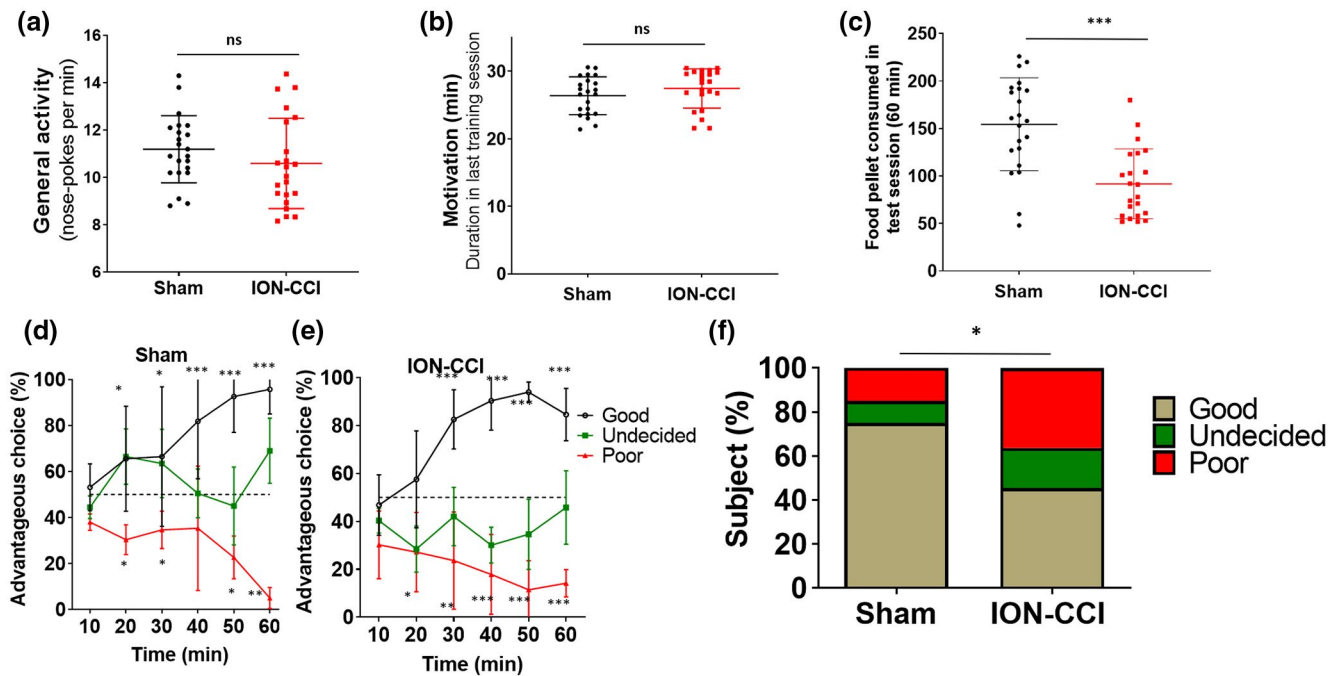 (a)
General activity
(nose-pokes per min)
16
14
12
10
8
6
ns
Sham
ION-CCI
(b)
Motivation (min)
Duration in last training session
30
20
10
0
ns
Sham
ION-CCI
(c)
Food pellet consumed in
test session (60 min)
250
200
150
100
50
0
***
Sham
ION-CCI
(d)
Sham
Advantageous choice (%)
100
80
60
40
20
0
* * *** *** ***
* * * **
10 20 30 40 50 60
Time (min)
(e)
ION-CCI
Advantageous choice (%)
100
80
60
40
20
0
*** *** *** ***
* ** *** *** ***
10 20 30 40 50 60
Time (min)
Good
Undecided
Poor
(f)
*
Subject (%)
100
80
60
40
20
0
Sham
ION-CCI
Good
Undecided
Poor